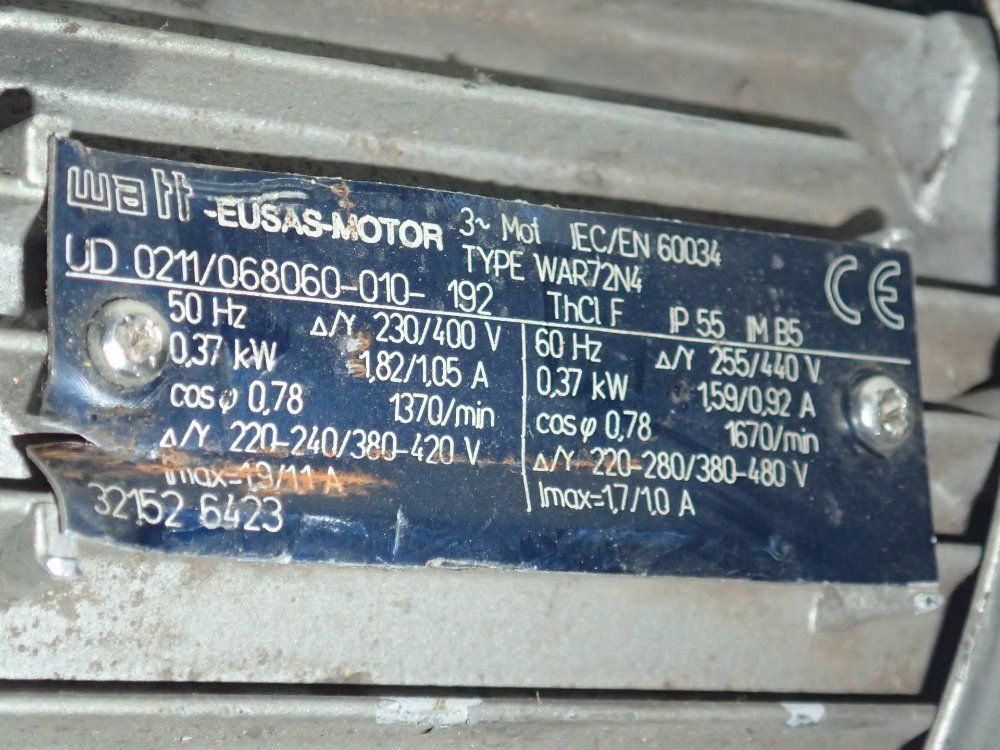 watt -EUSAS-MOTOR 3~ Mot IEC/EN 60034
UD 0211/068060-010- 192 TYPE WAR72N4
ThCl F IP 55 IM B5 CE
50 Hz Δ/Y 230/400 V
0,37 kW 1,82/1,05 A
cos φ 0,78 1370/min
Δ/Y 220-240/380-420 V
Imax=1,9/1,1 A
32152 6423
60 Hz Δ/Y 255/440 V
0,37 kW 1,59/0,92 A
cos φ 0,78 1670/min
Δ/Y 220-280/380-480 V
Imax=1,7/1,0 A